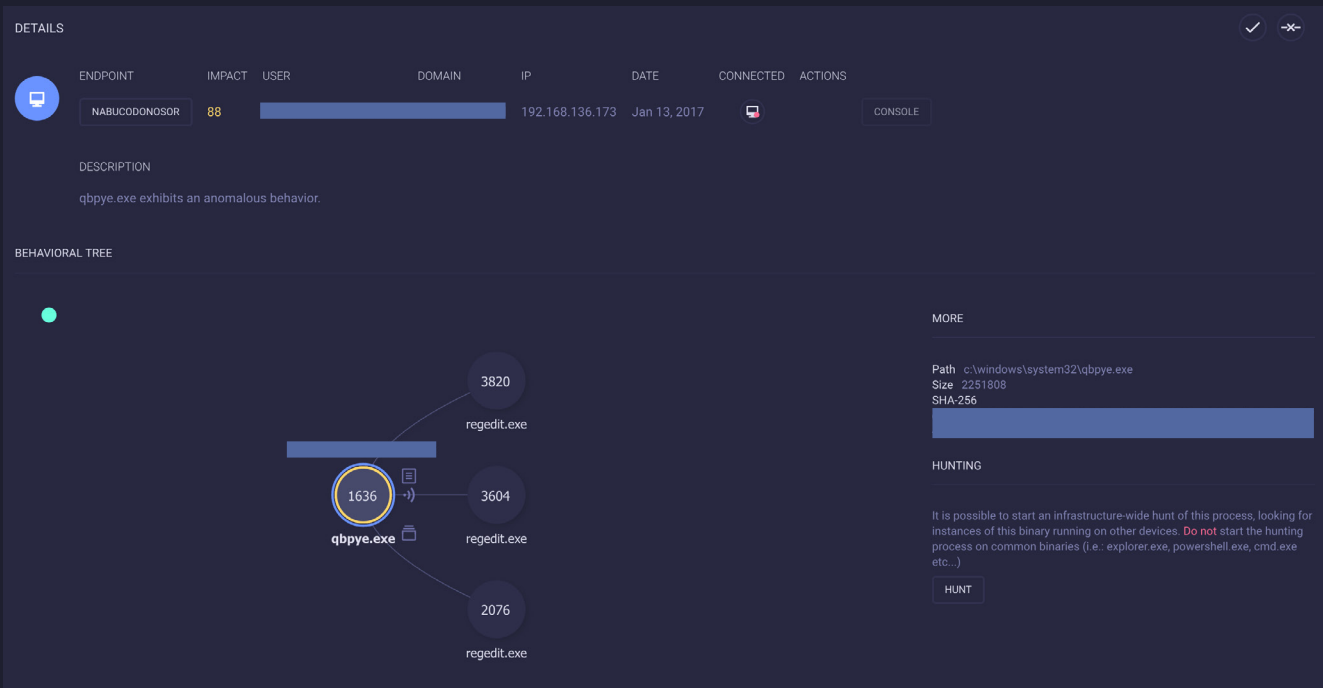 DETAILS
ENDPOINT IMPACT USER DOMAIN IP DATE CONNECTED ACTIONS
NABUCODONOSOR 88 192.168.136.173 Jan 13, 2017 CONSOLE
DESCRIPTION
qbpye.exe exhibits an anomalous behavior.
BEHAVIORAL TREE
3820
regedit.exe
1636
qbpye.exe
3604
regedit.exe
2076
regedit.exe
MORE
Path c:\windows\system32\qbpye.exe
Size 2251808
SHA-256
HUNTING
It is possible to start an infrastructure-wide hunt of this process, looking for
instances of this binary running on other devices. Do not start the hunting
process on common binaries (i.e.: explorer.exe, powershell.exe, cmd.exe
etc...)
HUNT